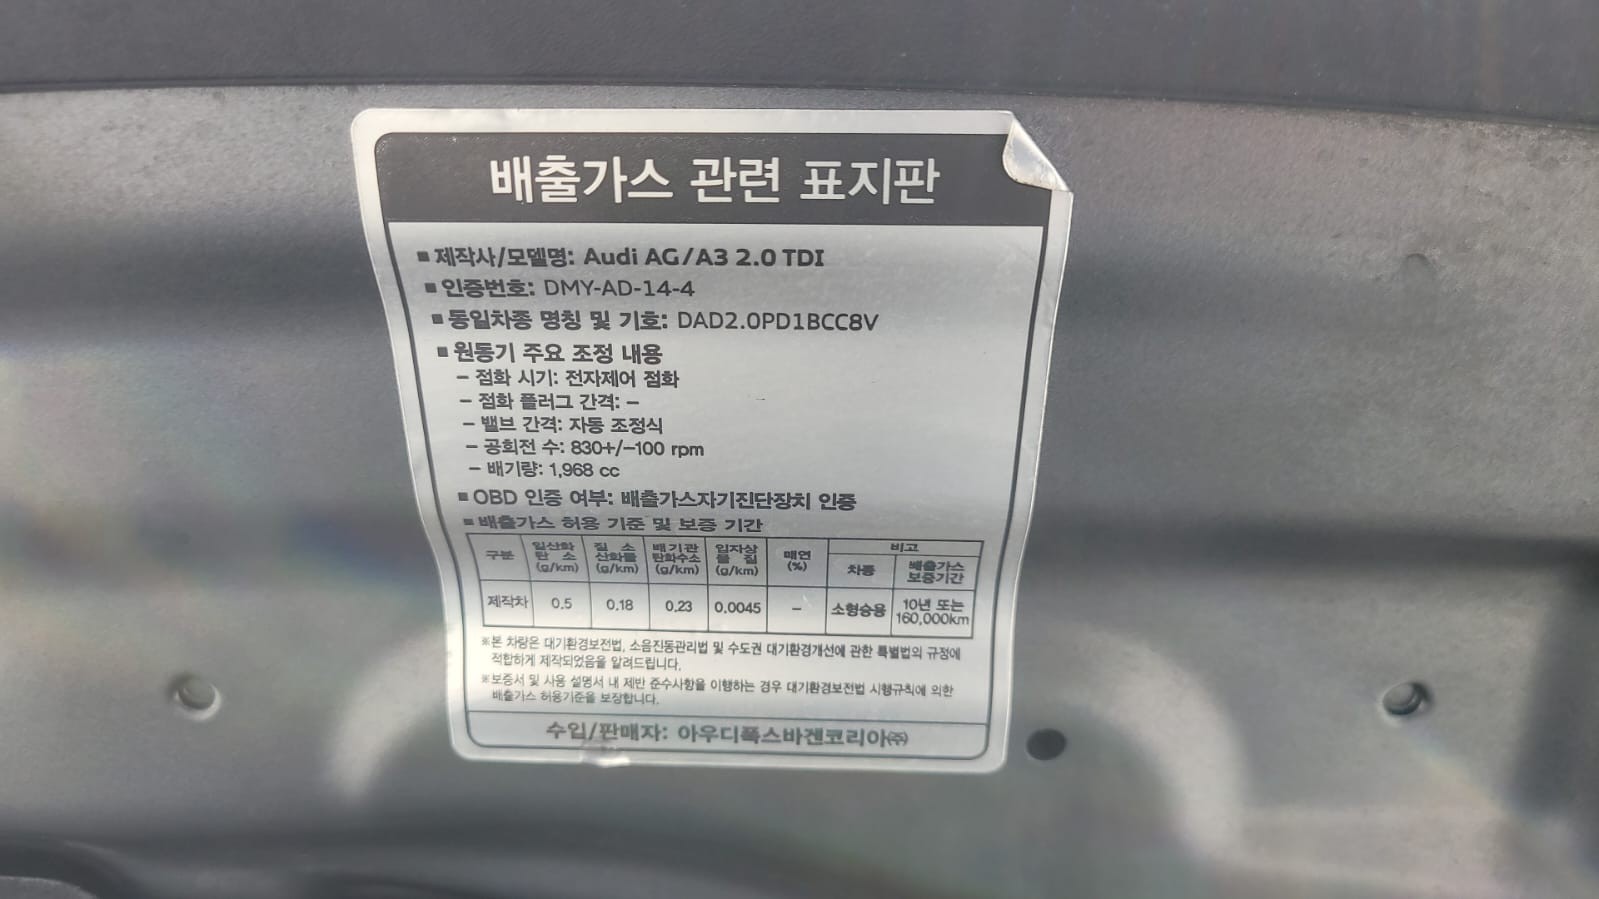 배출가스 관련 표지판
■ 제작사/모델명: Audi AG/A3 2.0 TDI
■ 인증번호: DMY-AD-14-4
■ 동일차종 명칭 및 기호: DAD2.0PD1BCC8V
■ 원동기 주요 조정 내용
– 점화 시기: 전자제어 점화
– 점화 플러그 간격: –
– 밸브 간격: 자동 조정식
– 공회전 수: 830+/–100 rpm
– 배기량: 1,968 cc
■ OBD 인증 여부: 배출가스자기진단장치 인증
■ 배출가스 허용 기준 및 보증 기간
구분 일산화탄소 (g/km) 질소산화물 (g/km) 배기관탄화수소 (g/km) 입자상물질 (g/km) 매연 (%) 비고
차종 배출가스 보증기간
제작차 0.5 0.18 0.23 0.0045 – 소형승용 10년 또는 160,000km
※본 차량은 대기환경보전법, 소음진동관리법 및 수도권 대기환경개선에 관한 특별법의 규정에
적합하게 제작되었음을 알려드립니다.
※보증서 및 사용 설명서 내 제반 준수사항을 이행하는 경우 대기환경보전법 시행규칙에 의한
배출가스 허용기준을 보장합니다.
수입/판매자: 아우디폭스바겐코리아㈜